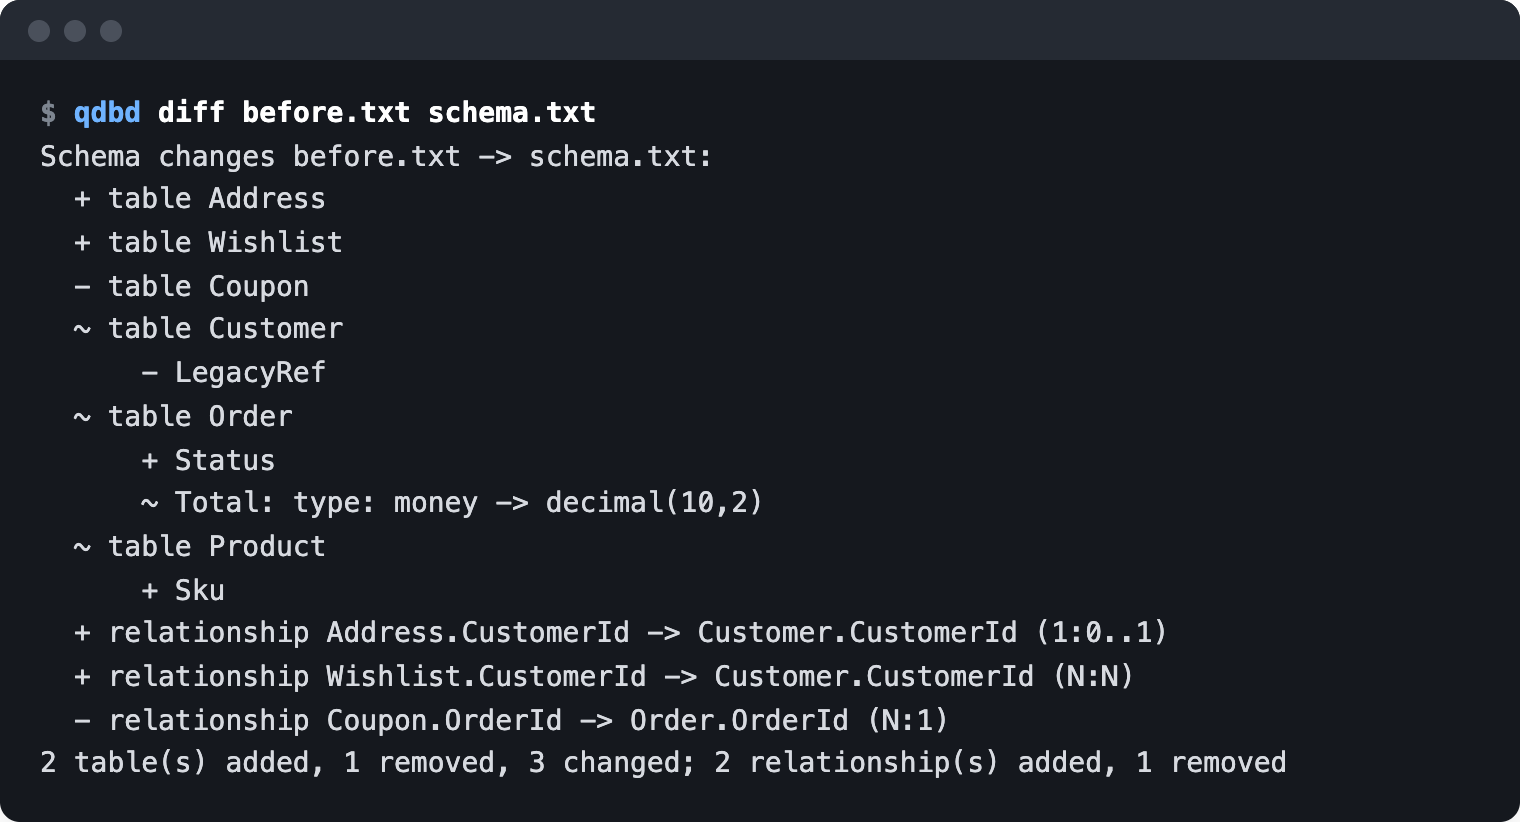 $ qdbd diff before.txt schema.txt
Schema changes before.txt -> schema.txt:
  + table Address
  + table Wishlist
  - table Coupon
  ~ table Customer
      - LegacyRef
  ~ table Order
      + Status
      ~ Total: type: money -> decimal(10,2)
  ~ table Product
      + Sku
  + relationship Address.CustomerId -> Customer.CustomerId (1:0..1)
  + relationship Wishlist.CustomerId -> Customer.CustomerId (N:N)
  - relationship Coupon.OrderId -> Order.OrderId (N:1)
2 table(s) added, 1 removed, 3 changed; 2 relationship(s) added, 1 removed